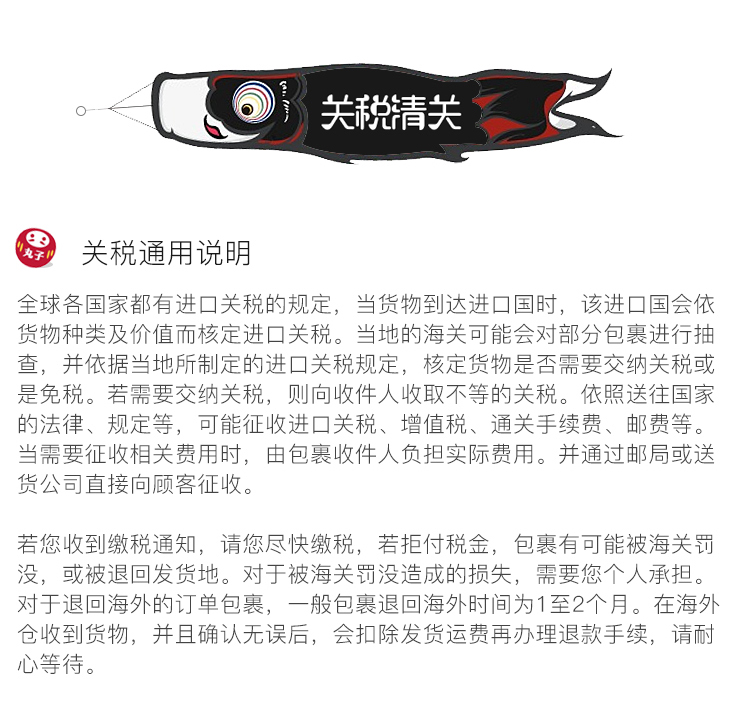 关税清关
丸子
关税通用说明
全球各国家都有进口关税的规定，当货物到达进口国时，该进口国会依
货物种类及价值而核定进口关税。当地的海关可能会对部分包裹进行抽
查，并依据当地所制定的进口关税规定，核定货物是否需要交纳关税或
是免税。若需要交纳关税，则向收件人收取不等的关税。依照送往国家
的法律、规定等，可能征收进口关税、增值税、通关手续费、邮费等。
当需要征收相关费用时，由包裹收件人负担实际费用。并通过邮局或送
货公司直接向顾客征收。
若您收到缴税通知，请您尽快缴税，若拒付税金，包裹有可能被海关罚
没，或被退回发货地。对于被海关罚没造成的损失，需要您个人承担。
对于退回海外的订单包裹，一般包裹退回海外时间为1至2个月。在海外
仓收到货物，并且确认无误后，会扣除发货运费再办理退款手续，请耐
心等待。